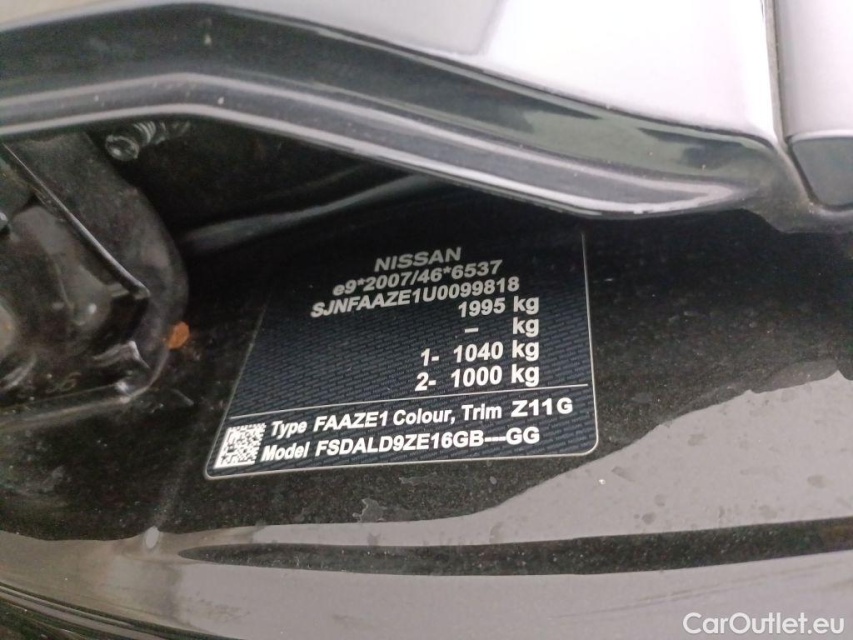 NISSAN
e9*2007/46*6537
SJNFAAZE1U0099818
1995 kg
– kg
1- 1040 kg
2- 1000 kg
Type FAAZE1 Colour, Trim Z11 G
Model FSDALD9ZE16GB---GG
CarOutlet.eu